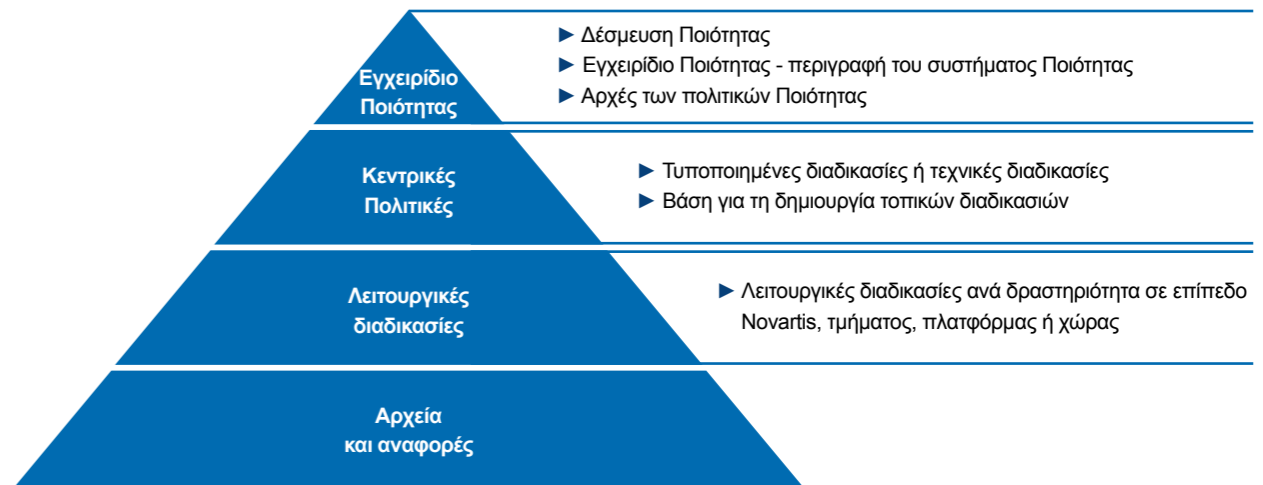 Εγχειρίδιο
Ποιότητας
► Δέσμευση Ποιότητας
► Εγχειρίδιο Ποιότητας - περιγραφή του συστήματος Ποιότητας
► Αρχές των πολιτικών Ποιότητας
Κεντρικές
Πολιτικές
► Τυποποιημένες διαδικασίες ή τεχνικές διαδικασίες
► Βάση για τη δημιουργία τοπικών διαδικασιών
Λειτουργικές
διαδικασίες
► Λειτουργικές διαδικασίες ανά δραστηριότητα σε επίπεδο
Novartis, τμήματος, πλατφόρμας ή χώρας
Αρχεία
και αναφορές